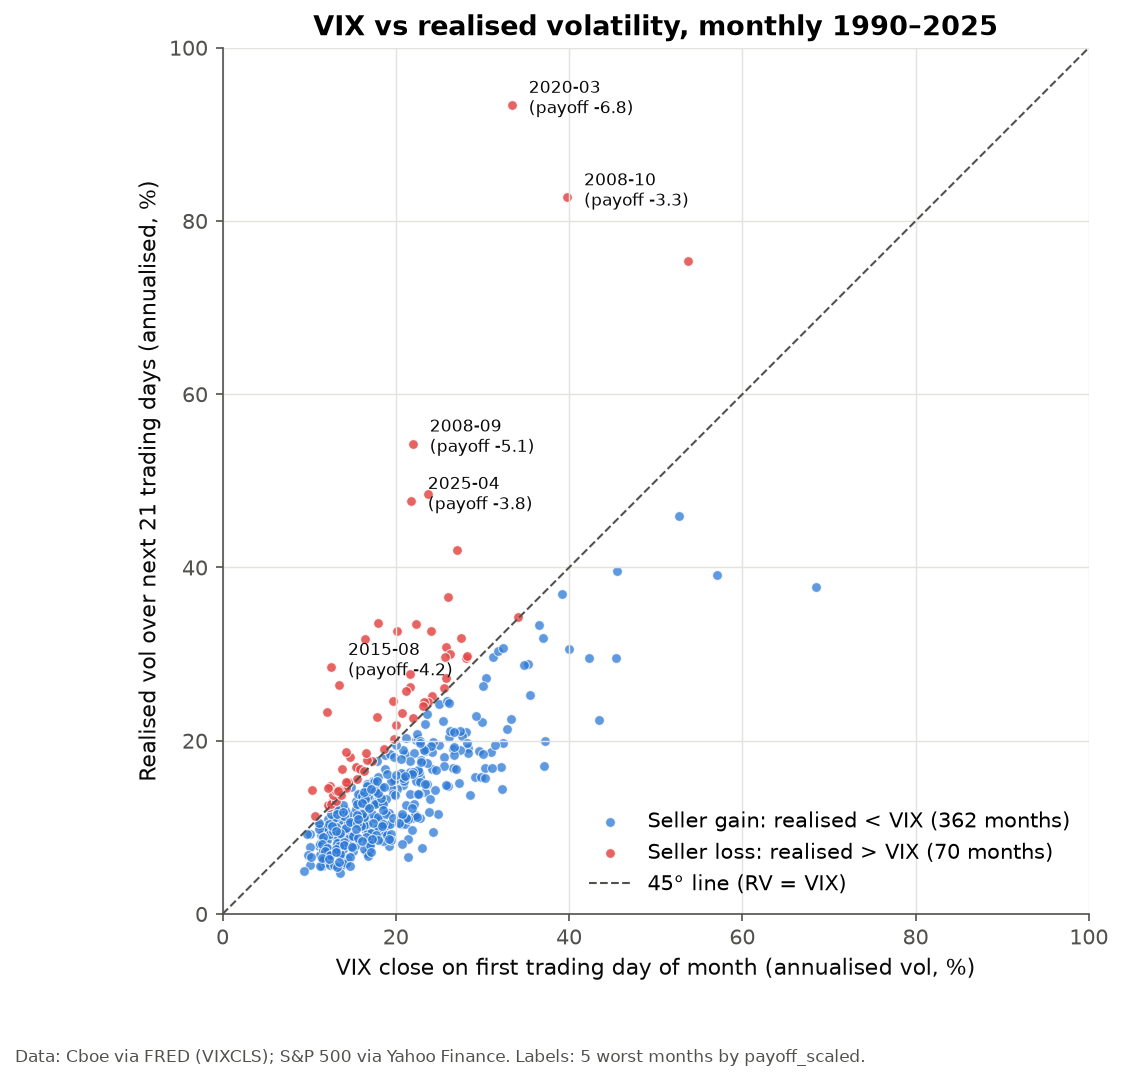 VIX vs realised volatility, monthly 1990–2025
100
80
60
40
20
0
Realised vol over next 21 trading days (annualised, %)
2020-03
(payoff -6.8)
2008-10
(payoff -3.3)
2008-09
(payoff -5.1)
2025-04
(payoff -3.8)
2015-08
(payoff -4.2)
Seller gain: realised < VIX (362 months)
Seller loss: realised > VIX (70 months)
45° line (RV = VIX)
0 20 40 60 80 100
VIX close on first trading day of month (annualised vol, %)
Data: Cboe via FRED (VIXCLS); S&P 500 via Yahoo Finance. Labels: 5 worst months by payoff_scaled.